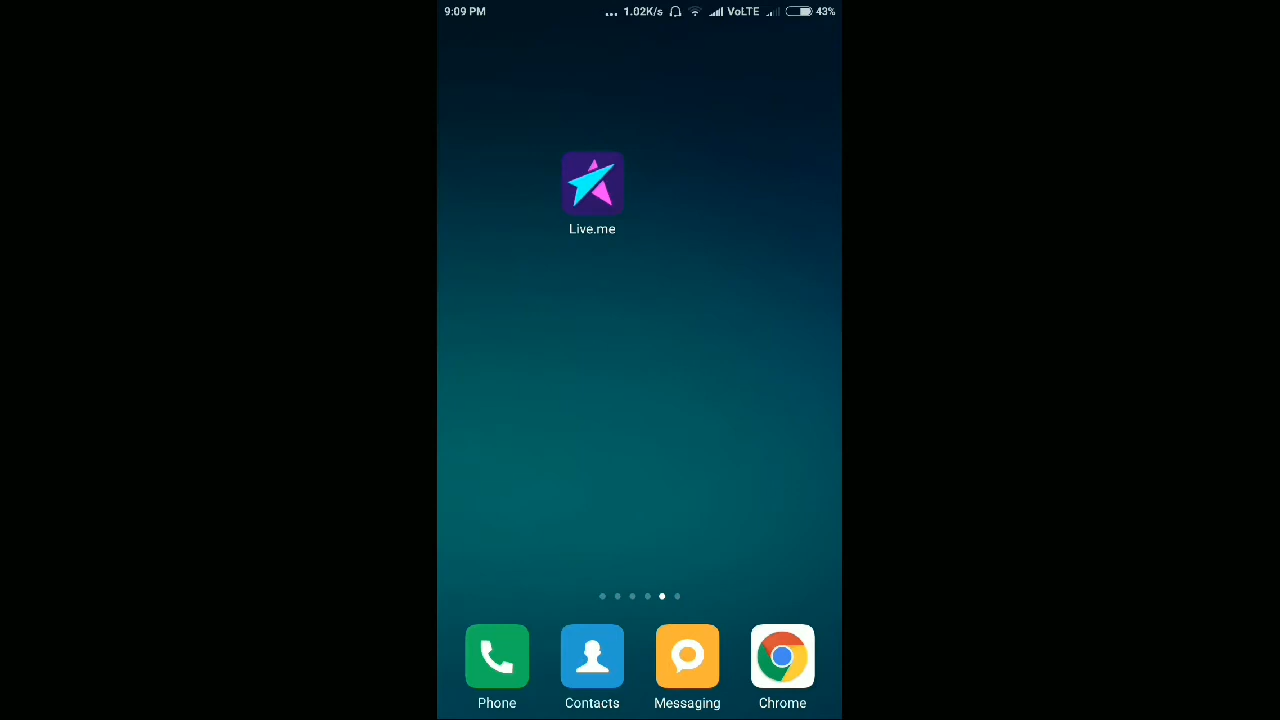 9:09 PM ... 1.02K/s VoLTE 43%
Live.me
Phone Contacts Messaging Chrome